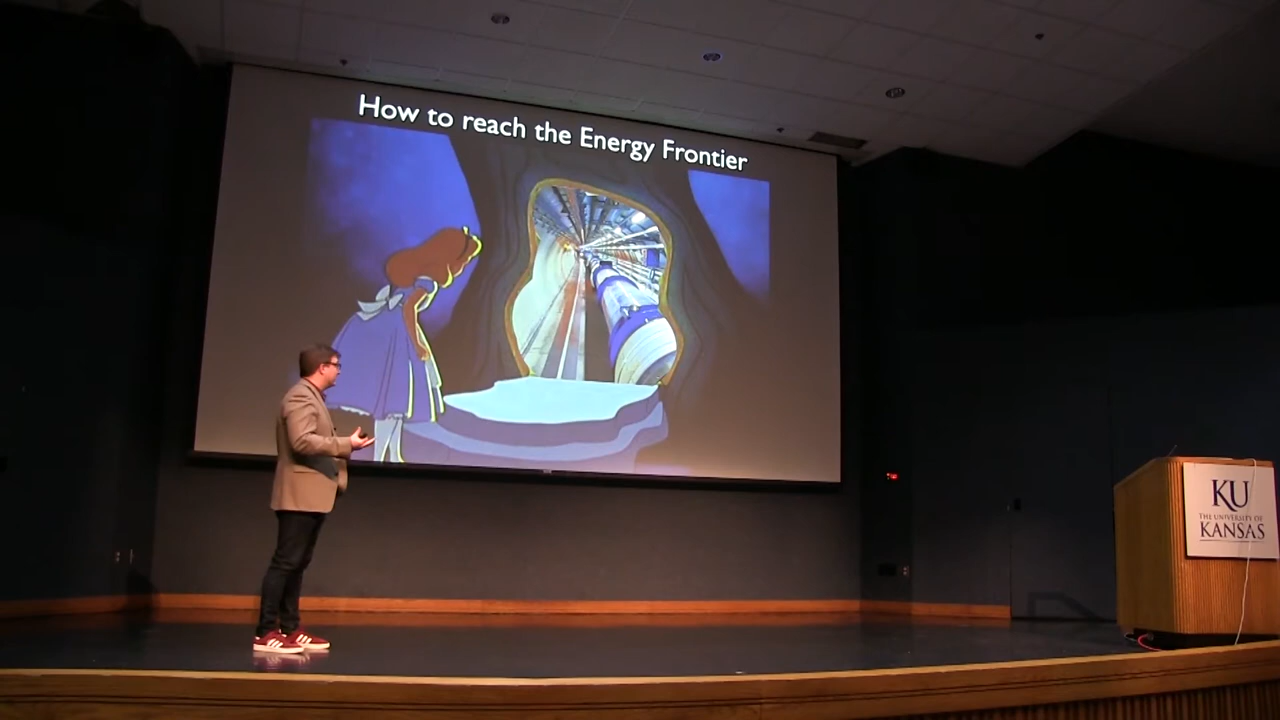 How to reach the Energy Frontier
KU
THE UNIVERSITY OF
KANSAS